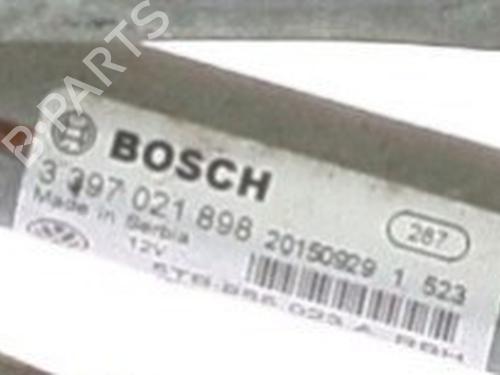 B-PARTS
BOSCH
3 397 021 898 20150929 1 523
287
Made in Serbia
12V